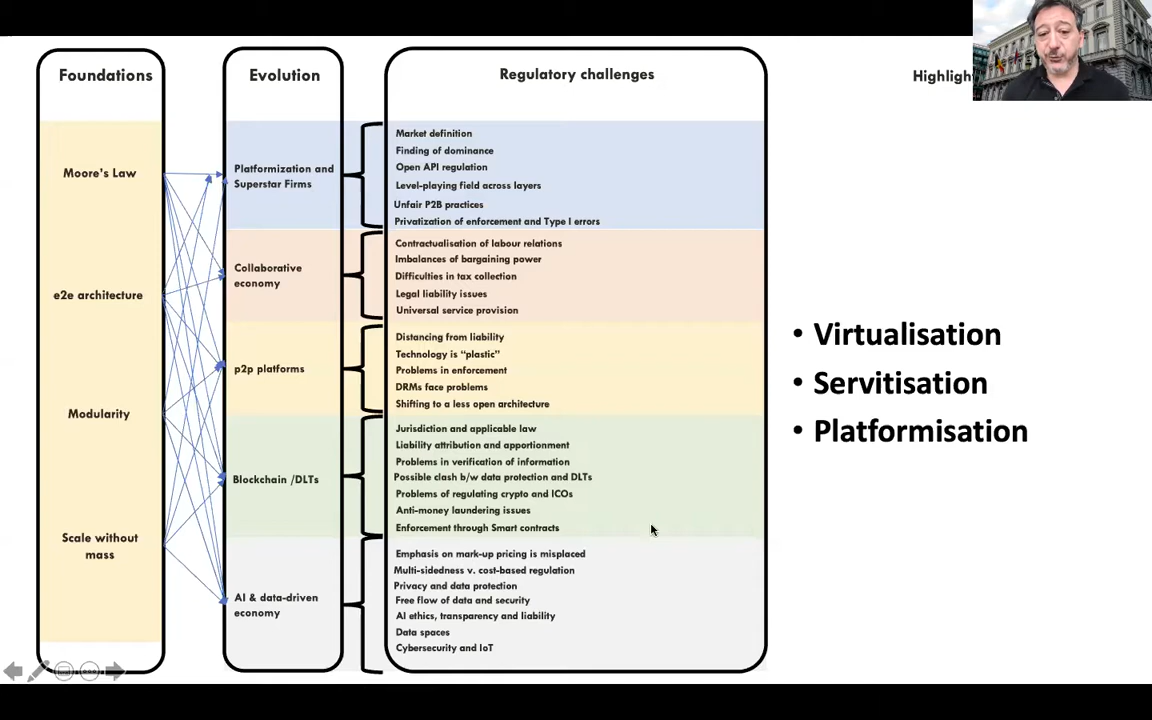 Foundations
Moore's Law
e2e architecture
Modularity
Scale without
mass
Evolution
Platformization and
Superstar Firms
Collaborative
economy
p2p platforms
Blockchain /DLTs
AI & data-driven
economy
Regulatory challenges
Market definition
Finding of dominance
Open API regulation
Level-playing field across layers
Unfair P2B practices
Privatization of enforcement and Type I errors
Contractualisation of labour relations
Imbalances of bargaining power
Difficulties in tax collection
Legal liability issues
Universal service provision
Distancing from liability
Technology is “plastic”
Problems in enforcement
DRMs face problems
Shifting to a less open architecture
Jurisdiction and applicable law
Liability attribution and apportionment
Problems in verification of information
Possible clash b/w data protection and DLTs
Problems of regulating crypto and ICOs
Anti-money laundering issues
Enforcement through Smart contracts
Emphasis on mark-up pricing is misplaced
Multi-sidedness v. cost-based regulation
Privacy and data protection
Free flow of data and security
AI ethics, transparency and liability
Data spaces
Cybersecurity and IoT
Highligh
• Virtualisation
• Servitisation
• Platformisation